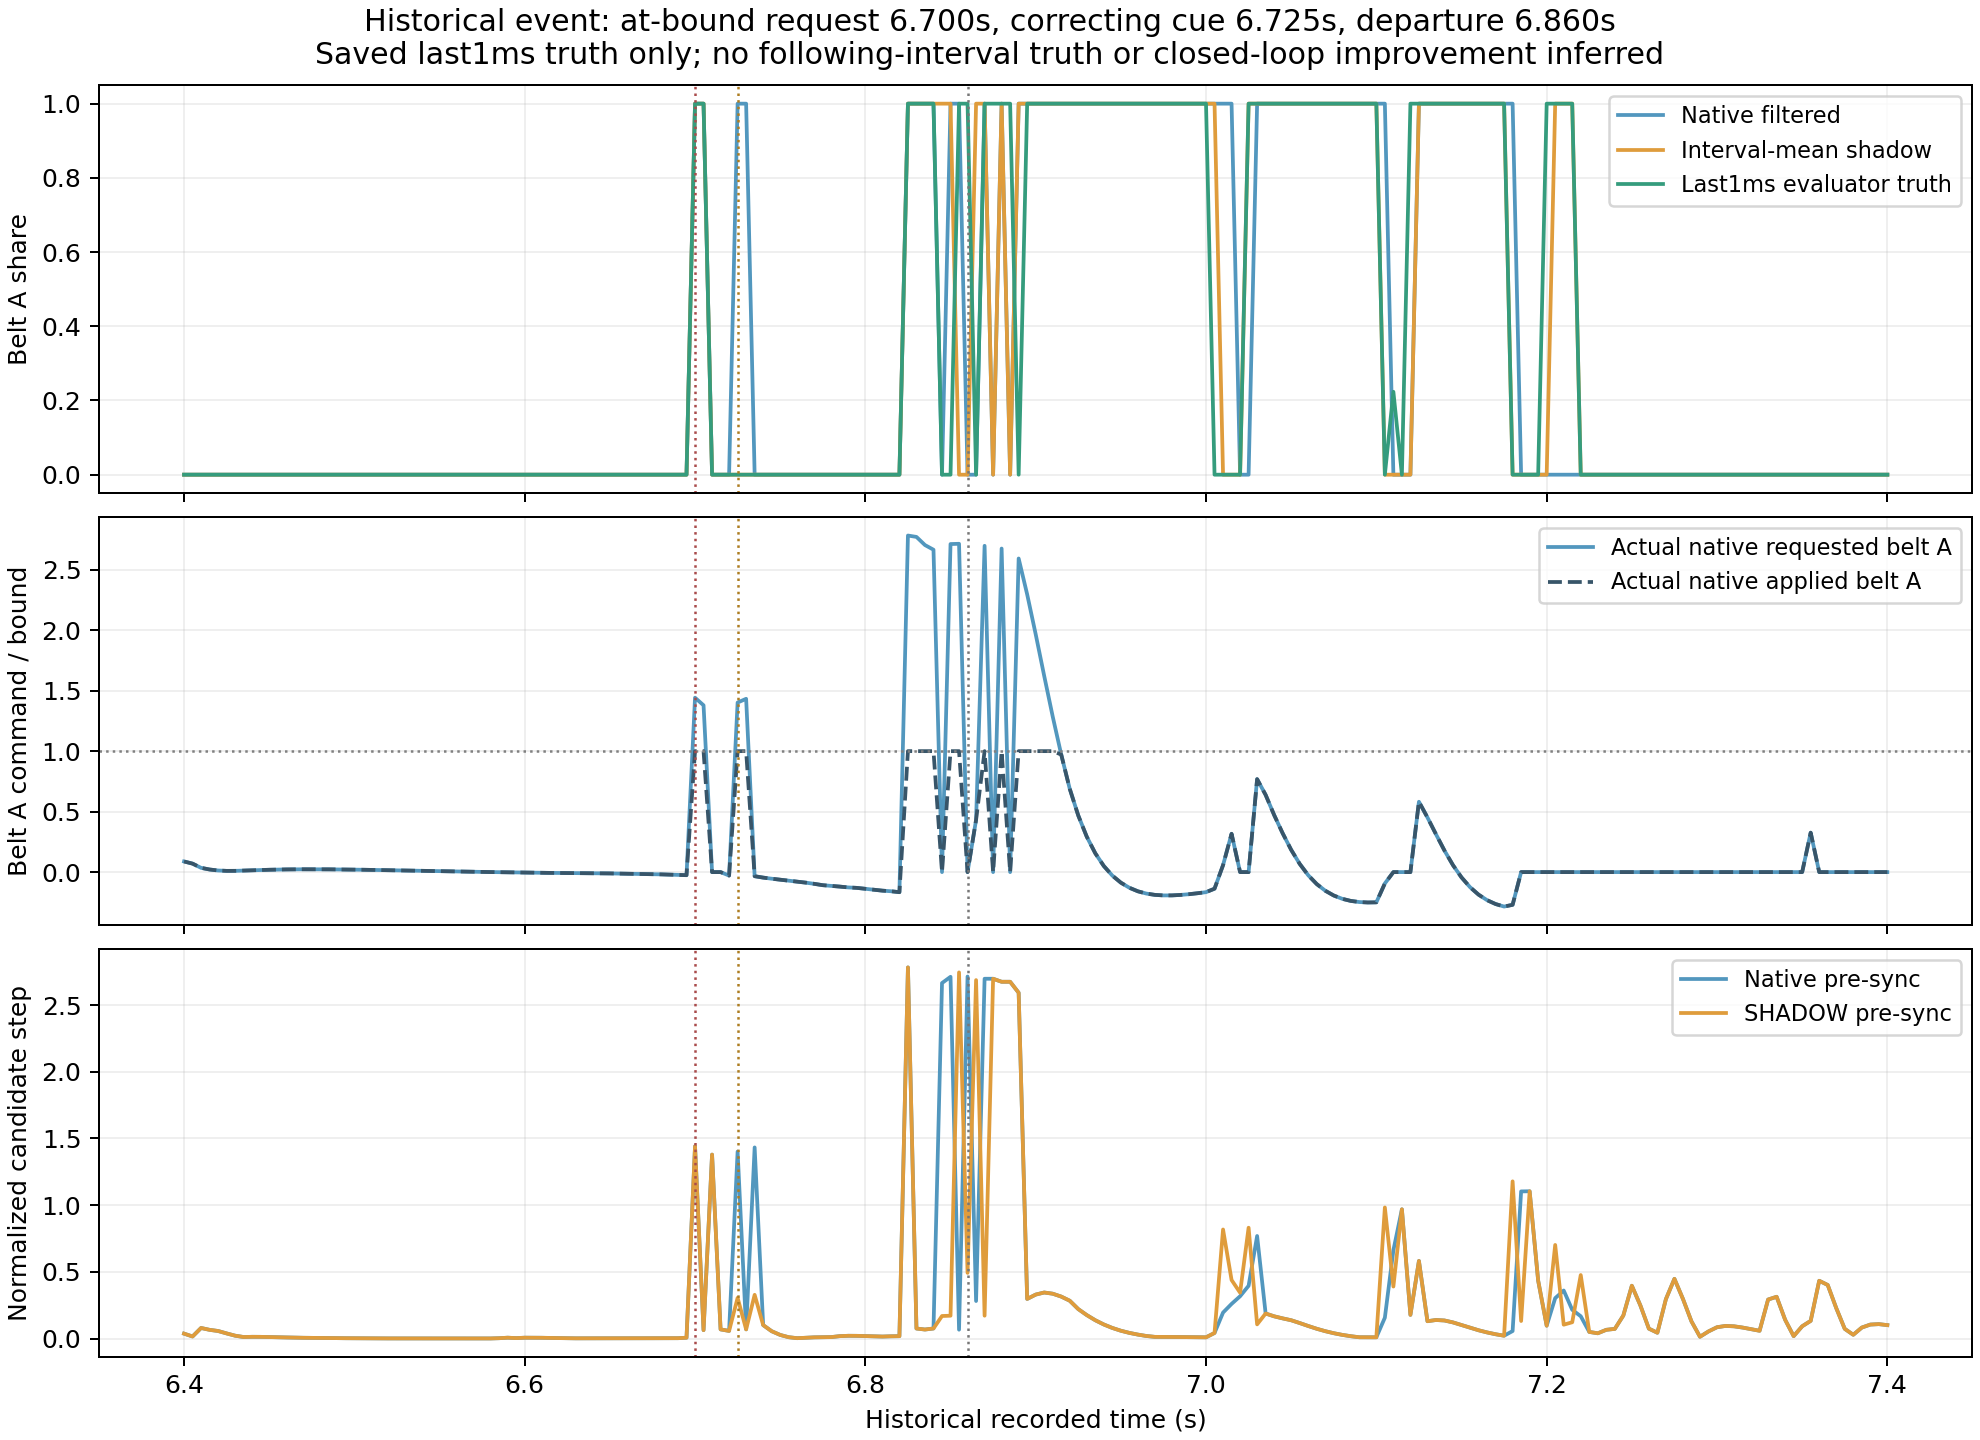 Historical event: at-bound request 6.700s, correcting cue 6.725s, departure 6.860s
Saved last1ms truth only; no following-interval truth or closed-loop improvement inferred
Belt A share
1.0
0.8
0.6
0.4
0.2
0.0
Native filtered
Interval-mean shadow
Last1ms evaluator truth
Belt A command / bound
2.5
2.0
1.5
1.0
0.5
0.0
Actual native requested belt A
Actual native applied belt A
Normalized candidate step
2.5
2.0
1.5
1.0
0.5
0.0
Native pre-sync
SHADOW pre-sync
6.4 6.6 6.8 7.0 7.2 7.4
Historical recorded time (s)